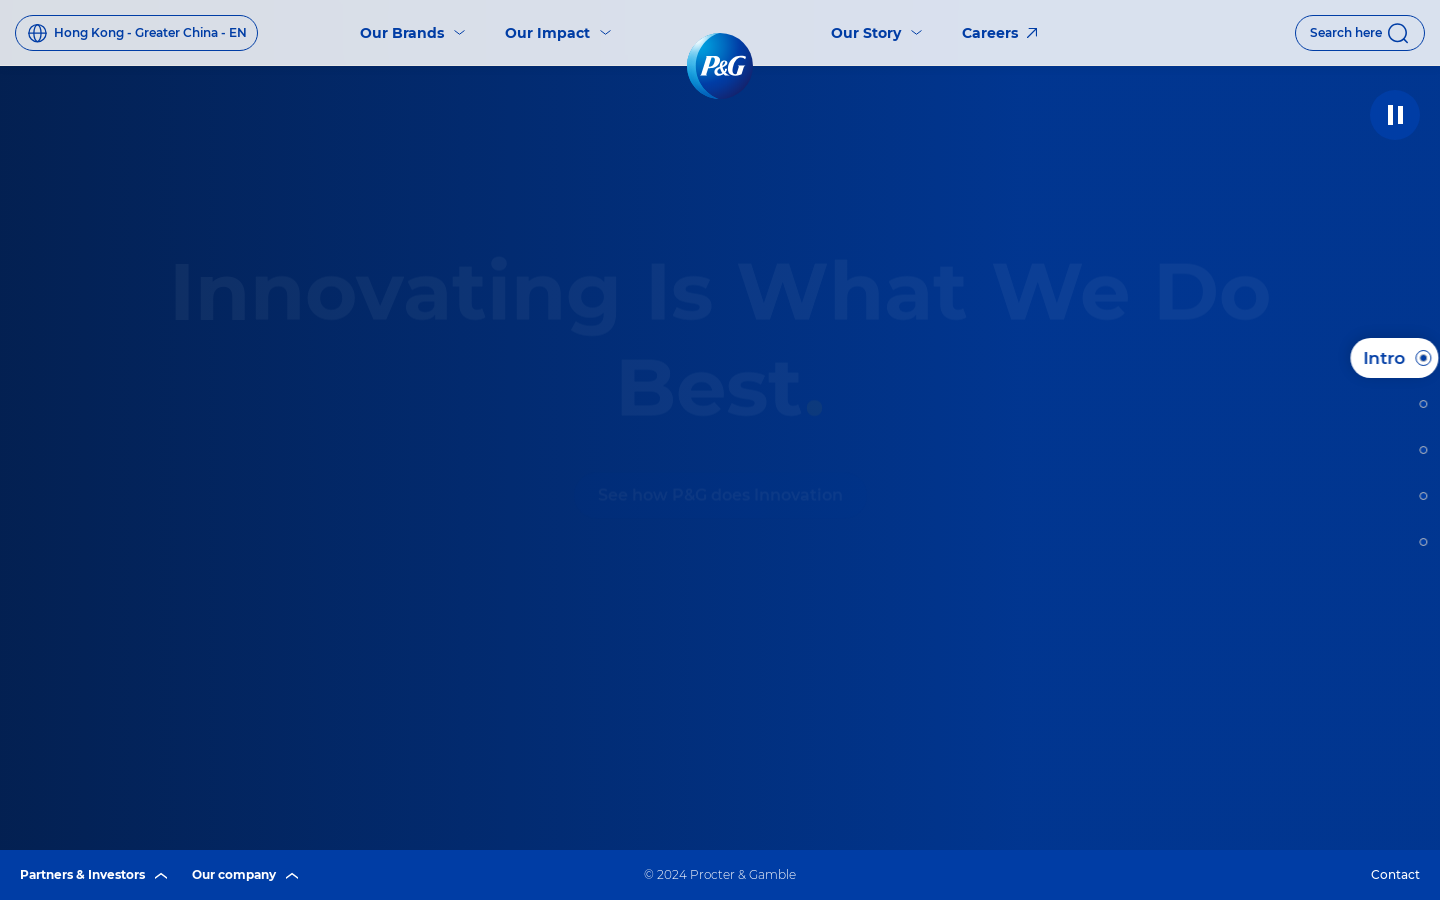 Hong Kong - Greater China - EN
Our Brands
Our Impact
P&G
Our Story
Careers
Search here
Innovating Is What We Do
Best.
See how P&G does innovation
Intro
Partners & Investors
Our company
© 2024 Procter & Gamble
Contact